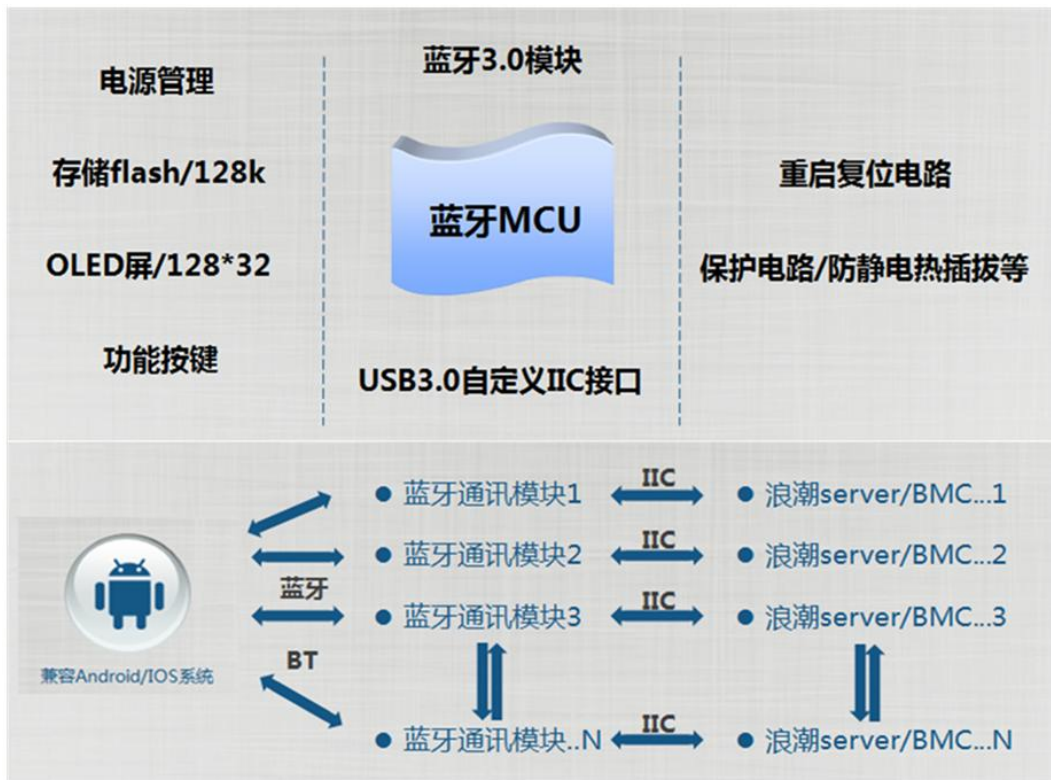 电源管理
存储flash/128k
OLED屏/128*32
功能按键
蓝牙3.0模块
蓝牙MCU
USB3.0自定义IIC接口
重启复位电路
保护电路/防静电热插拔等
兼容Android/IOS系统
蓝牙
BT
● 蓝牙通讯模块1
IIC
● 浪潮server/BMC...1
● 蓝牙通讯模块2
IIC
● 浪潮server/BMC...2
● 蓝牙通讯模块3
IIC
● 浪潮server/BMC...3
● 蓝牙通讯模块..N
IIC
● 浪潮server/BMC...N